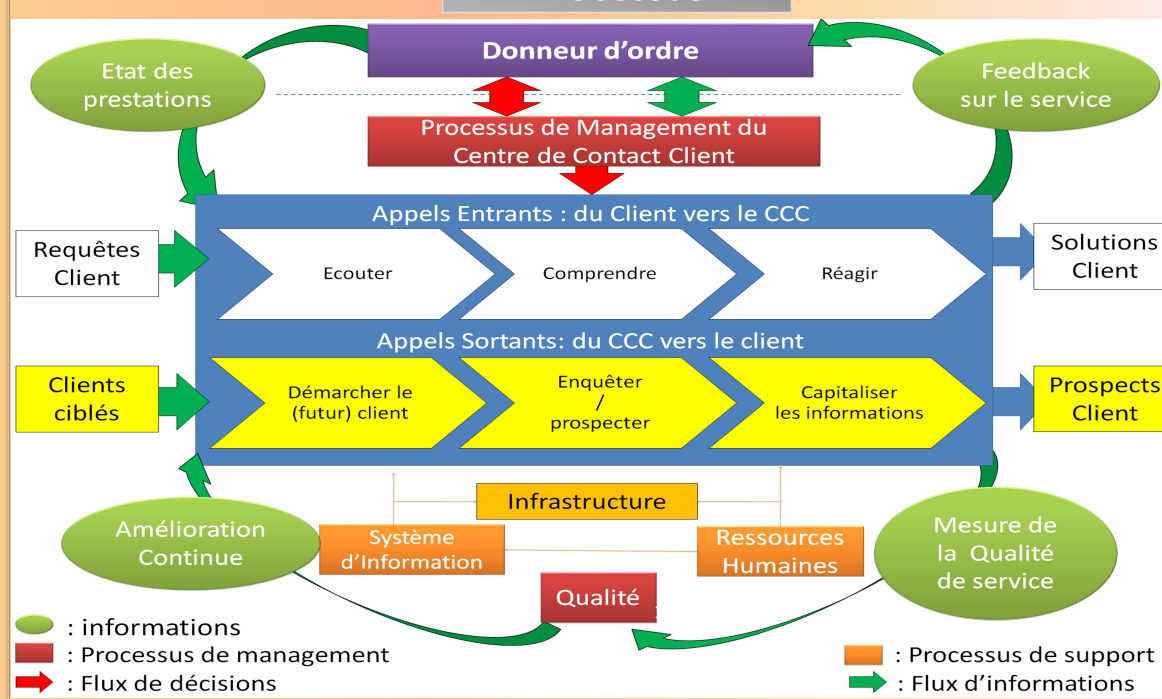 Donneur d’ordre
Etat des
prestations
Feedback
sur le service
Processus de Management du
Centre de Contact Client
Appels Entrants : du Client vers le CCC
Requêtes
Client
Ecouter
Comprendre
Réagir
Solutions
Client
Appels Sortants: du CCC vers le client
Clients
ciblés
Démarcher le
(futur) client
Enquêter
/
prospecter
Capitaliser
les informations
Prospects
Client
Infrastructure
Amélioration
Continue
Système
d’Information
Ressources
Humaines
Mesure de
la Qualité
de service
Qualité
: informations
: Processus de management
: Flux de décisions
: Processus de support
: Flux d’informations